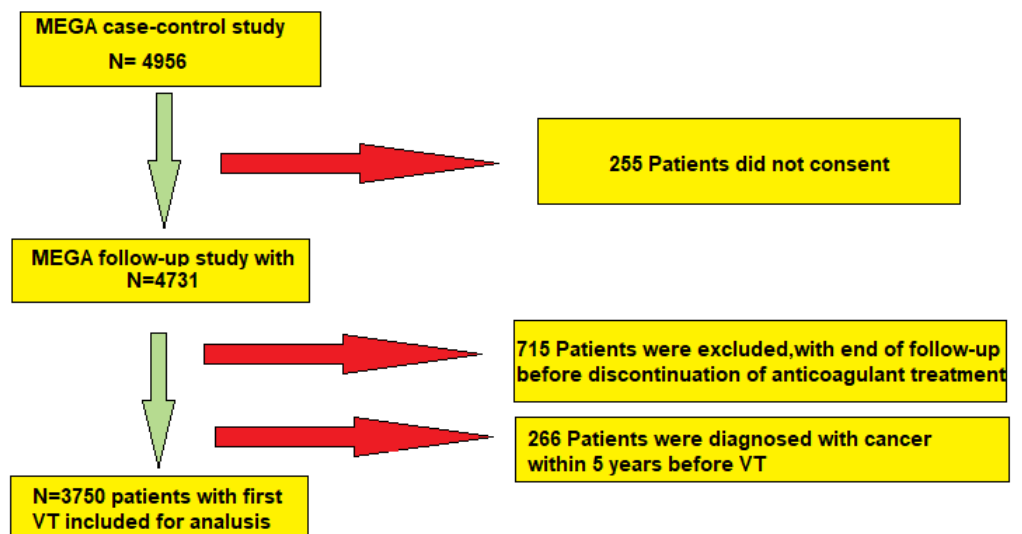 MEGA case-control study
N= 4956
255 Patients did not consent
MEGA follow-up study with
N=4731
715 Patients were excluded,with end of follow-up
before discontinuation of anticoagulant treatment
266 Patients were diagnosed with cancer
within 5 years before VT
N=3750 patients with first
VT included for analusis